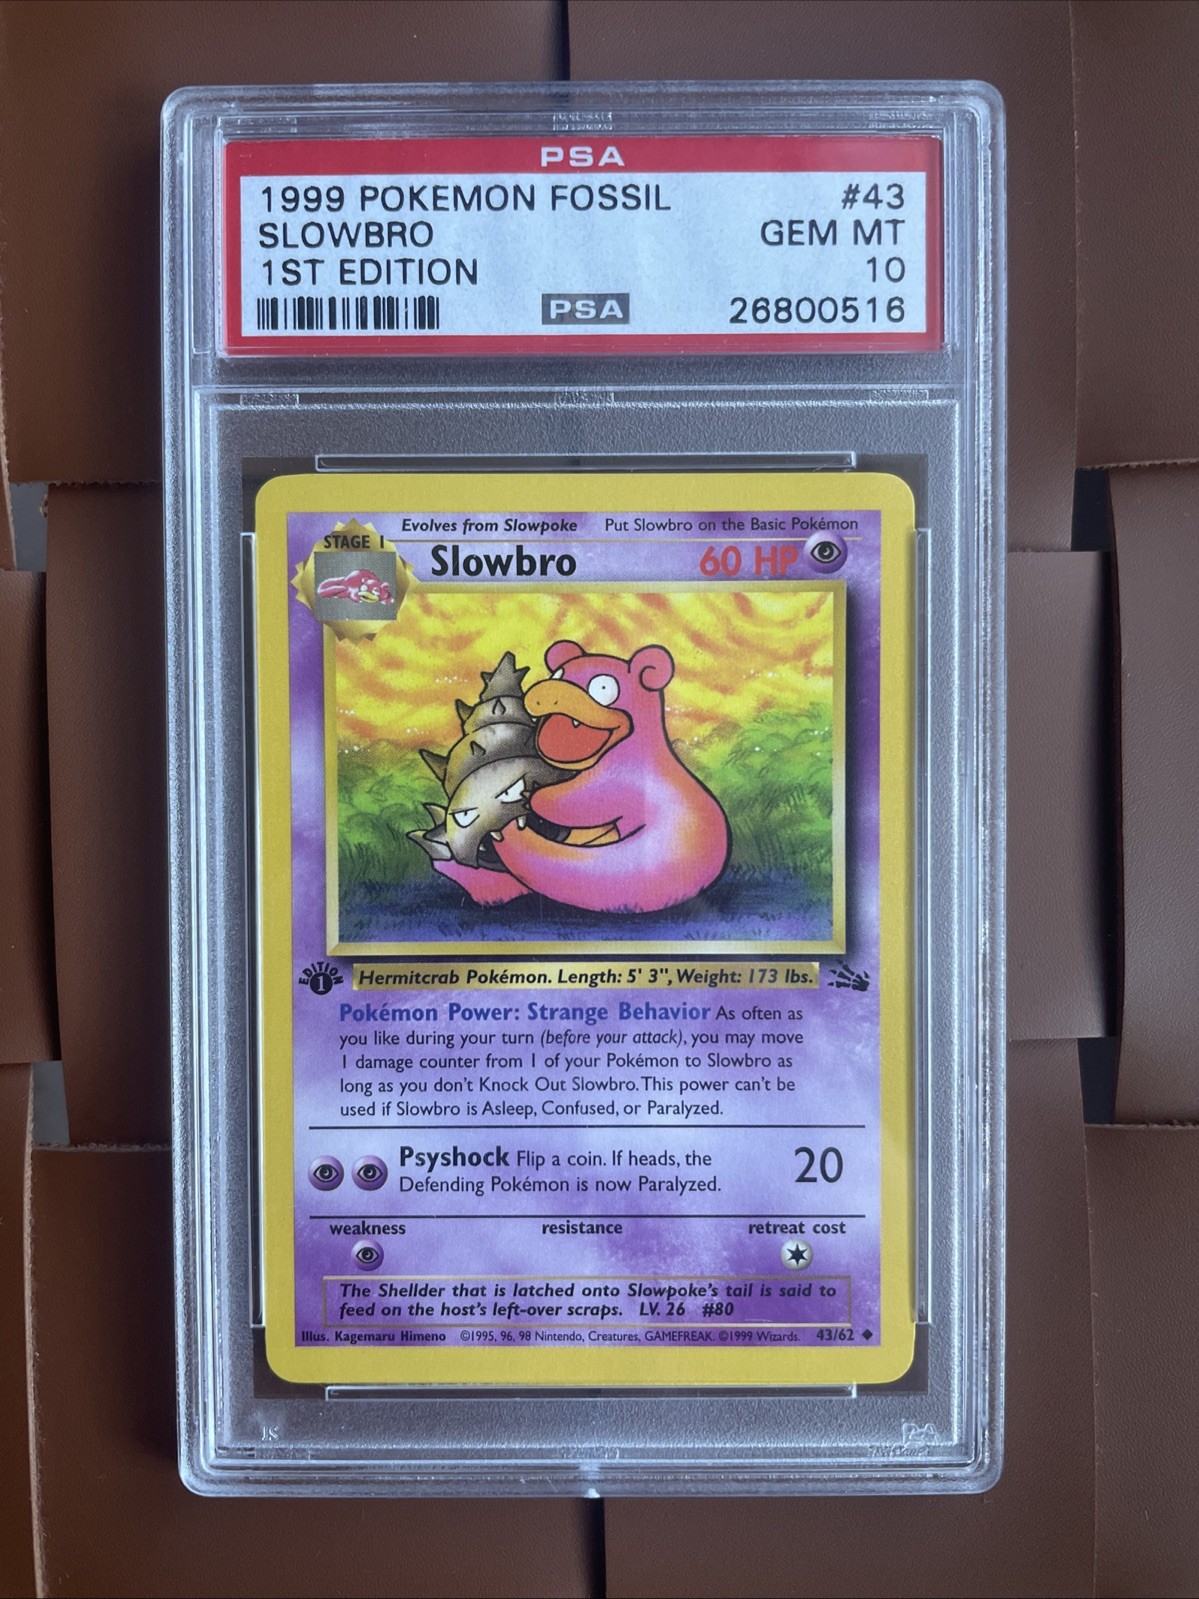 PSA
1999 POKEMON FOSSIL #43
SLOWBRO GEM MT
1ST EDITION 10
PSA 26800516
Evolves from Slowpoke Put Slowbro on the Basic Pokémon
STAGE 1
Slowbro 60 HP
EDITION
1
Hermitcrab Pokémon. Length: 5' 3", Weight: 173 lbs.
Pokémon Power: Strange Behavior As often as
you like during your turn (before your attack), you may move
1 damage counter from 1 of your Pokémon to Slowbro as
long as you don't Knock Out Slowbro. This power can't be
used if Slowbro is Asleep, Confused, or Paralyzed.
Psyshock Flip a coin. If heads, the
Defending Pokémon is now Paralyzed.
20
weakness resistance retreat cost
The Shellder that is latched onto Slowpoke's tail is said to
feed on the host's left-over scraps. LV. 26 #80
Illus. Kagemaru Himeno ©1995, 96, 98 Nintendo, Creatures, GAMEFREAK. ©1999 Wizards. 43/62